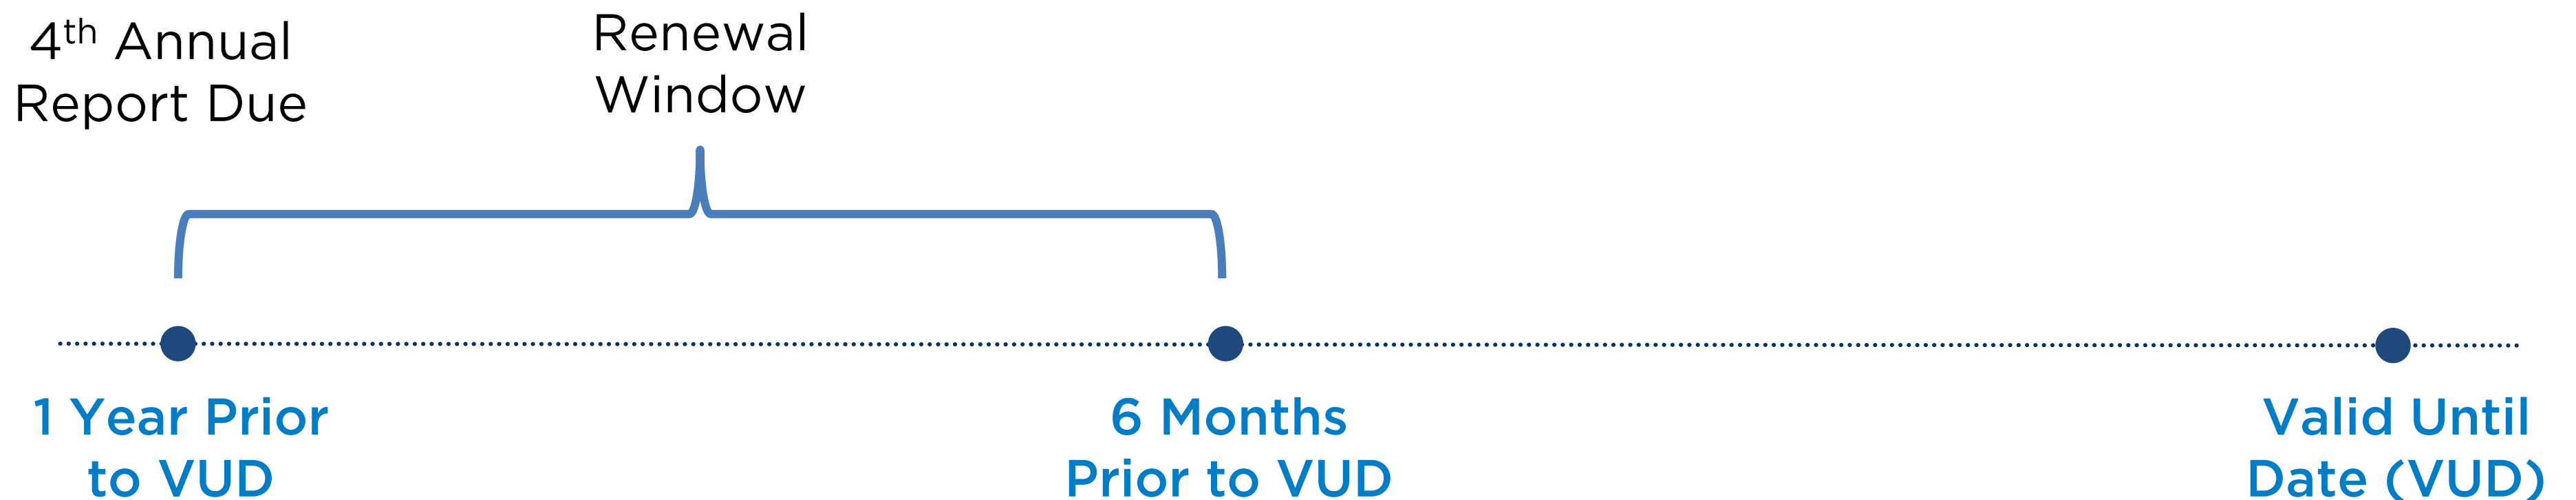 4th Annual
Report Due
Renewal
Window
1 Year Prior
to VUD
6 Months
Prior to VUD
Valid Until
Date (VUD)